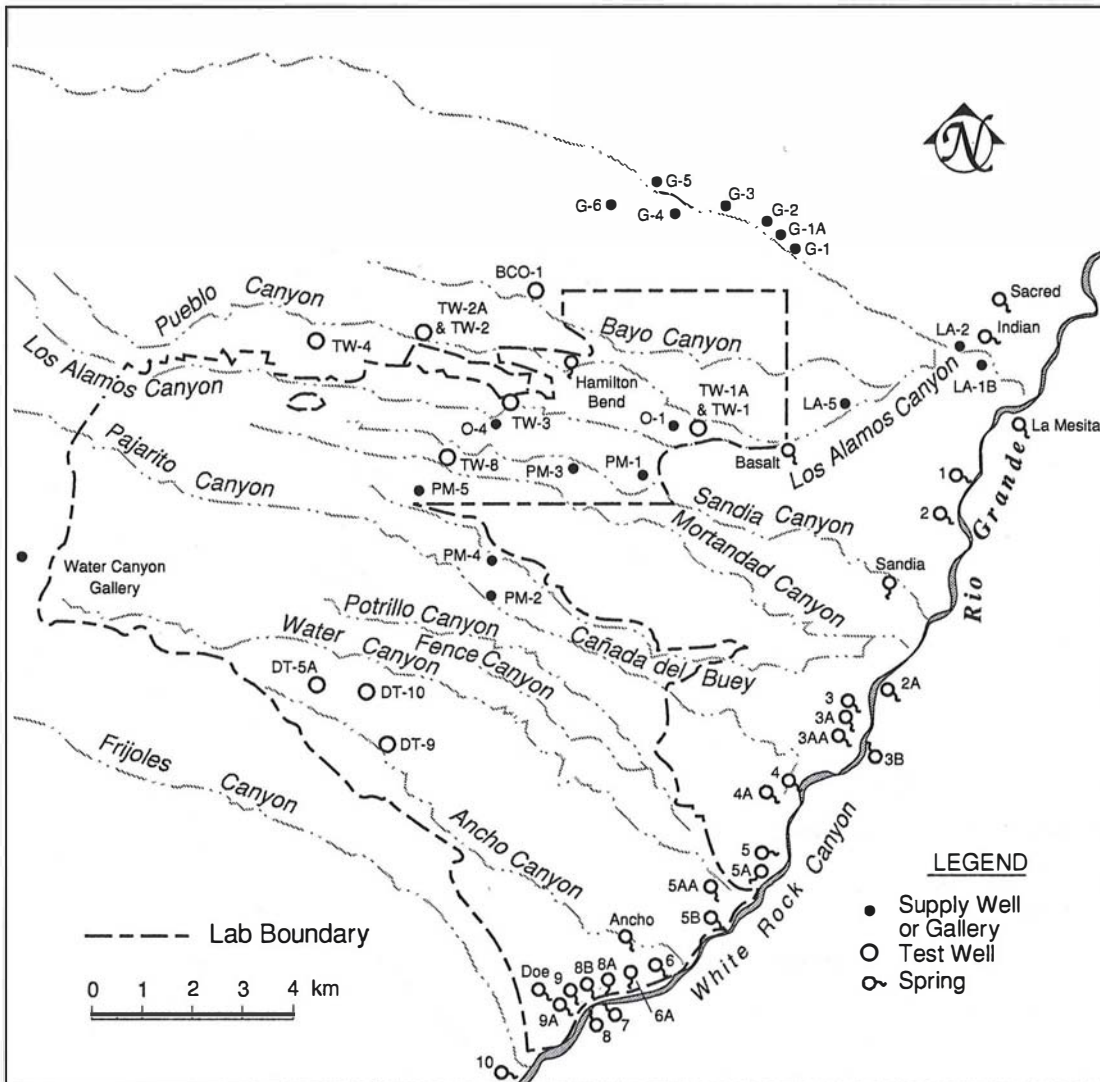 N
G-5
G-3
G-6
G-4
G-2
G-1A
G-1
BCO-1
Sacred
TW-2A
& TW-2
Pueblo Canyon
Bayo Canyon
Indian
LA-2
TW-4
LA-1B
Los Alamos Canyon
Hamilton
Bend
TW-1A
& TW-1
LA-5
Los Alamos Canyon
La Mesita
TW-3
O-4
O-1
Basalt
TW-8
PM-3
PM-1
Pajarito Canyon
PM-5
1
2
Rio Grande
Sandia Canyon
Mortandad Canyon
Water Canyon
Gallery
PM-4
Sandia
PM-2
Potrillo Canyon
Water Canyon
Fence Canyon
Cañada del Buey
DT-5A
DT-10
2A
3
3A
3AA
3B
DT-9
Frijoles Canyon
4
4A
Ancho Canyon
5
5A
5AA
5B
White Rock Canyon
LEGEND
Supply Well
or Gallery
Test Well
Spring
Lab Boundary
0 1 2 3 4 km
Ancho
Doe
9
8B
8A
6
6A
9A
7
8
10